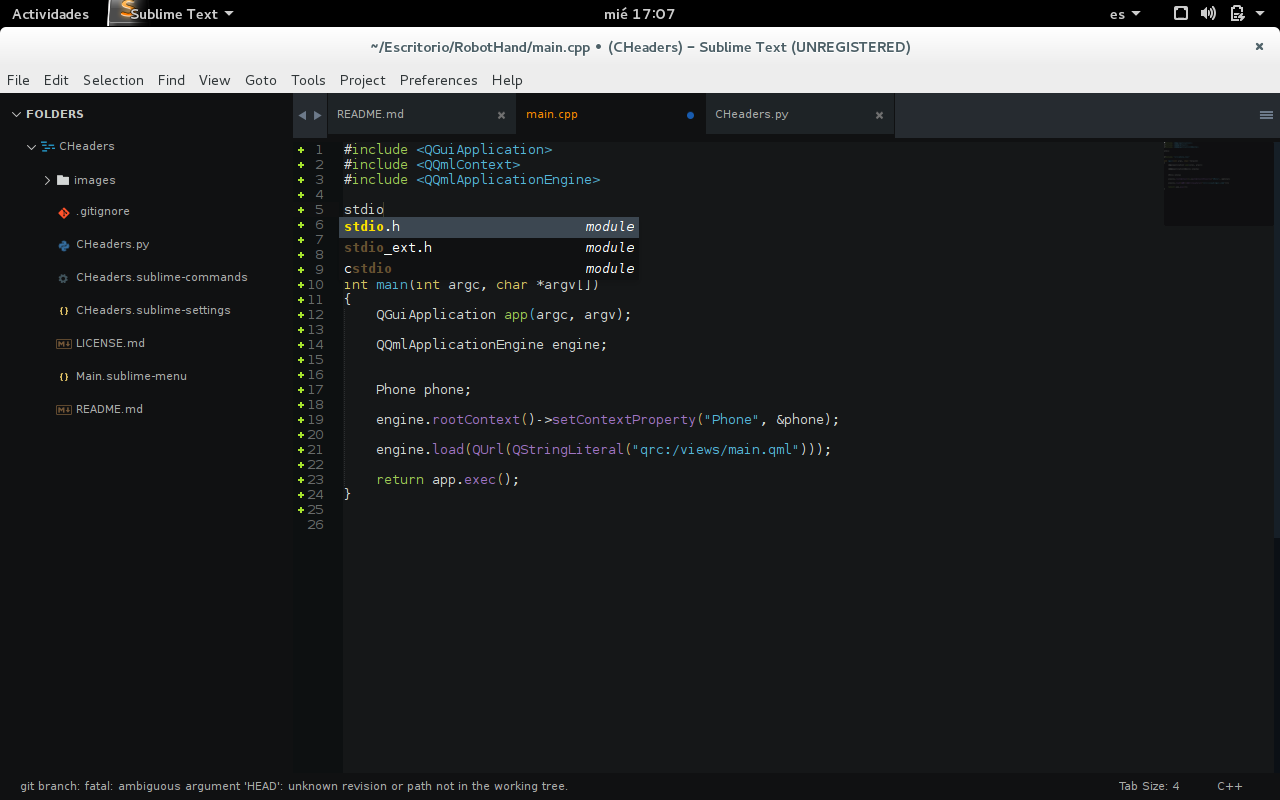 Actividades Sublime Text mié 17:07 es
~/Escritorio/RobotHand/main.cpp • (CHeaders) – Sublime Text (UNREGISTERED)
File Edit Selection Find View Goto Tools Project Preferences Help
FOLDERS
CHeaders
images
.gitignore
CHeaders.py
CHeaders.sublime-commands
CHeaders.sublime-settings
LICENSE.md
Main.sublime-menu
README.md
README.md main.cpp CHeaders.py
1 #include <QGuiApplication>
2 #include <QQmlContext>
3 #include <QQmlApplicationEngine>
4
5 stdio
6 stdio.h module
7
8 stdio_ext.h module
9 cstdio module
10 int main(int argc, char *argv[])
11 {
12 QGuiApplication app(argc, argv);
13
14 QQmlApplicationEngine engine;
15
16
17 Phone phone;
18
19 engine.rootContext()->setContextProperty("Phone", &phone);
20
21 engine.load(QUrl(QStringLiteral("qrc:/views/main.qml")));
22
23 return app.exec();
24 }
25
26
git branch: fatal: ambiguous argument 'HEAD': unknown revision or path not in the working tree. Tab Size: 4 C++